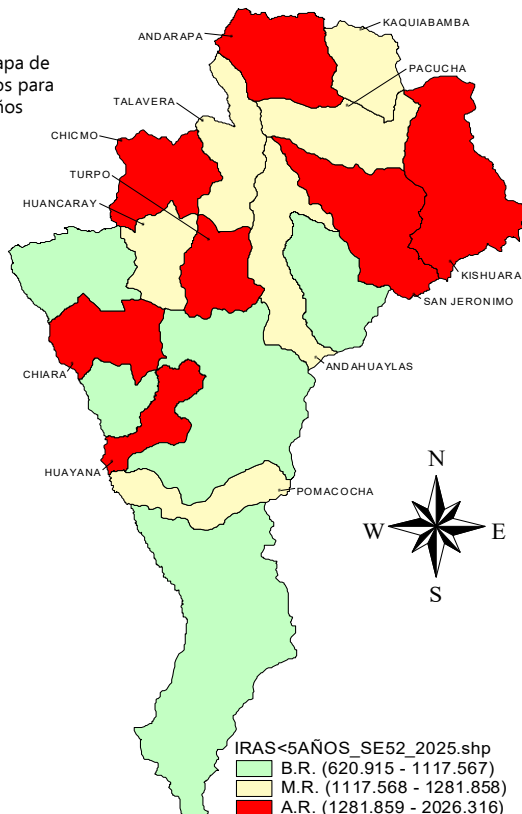 KAQUIABAMBA
ANDARAPA
apa de
PACUCHA
os para
TALAVERA
ños
CHICMO
TURPO
HUANCARAY
KISHUARA
SAN JERONIMO
ANDAHUAYLAS
CHIARA
HUAYANA
POMACOCHA
N
W E
S
IRAS<5AÑOS_SE52_2025.shp
B.R. (620.915 - 1117.567)
M.R. (1117.568 - 1281.858)
A.R. (1281.859 - 2026.316)